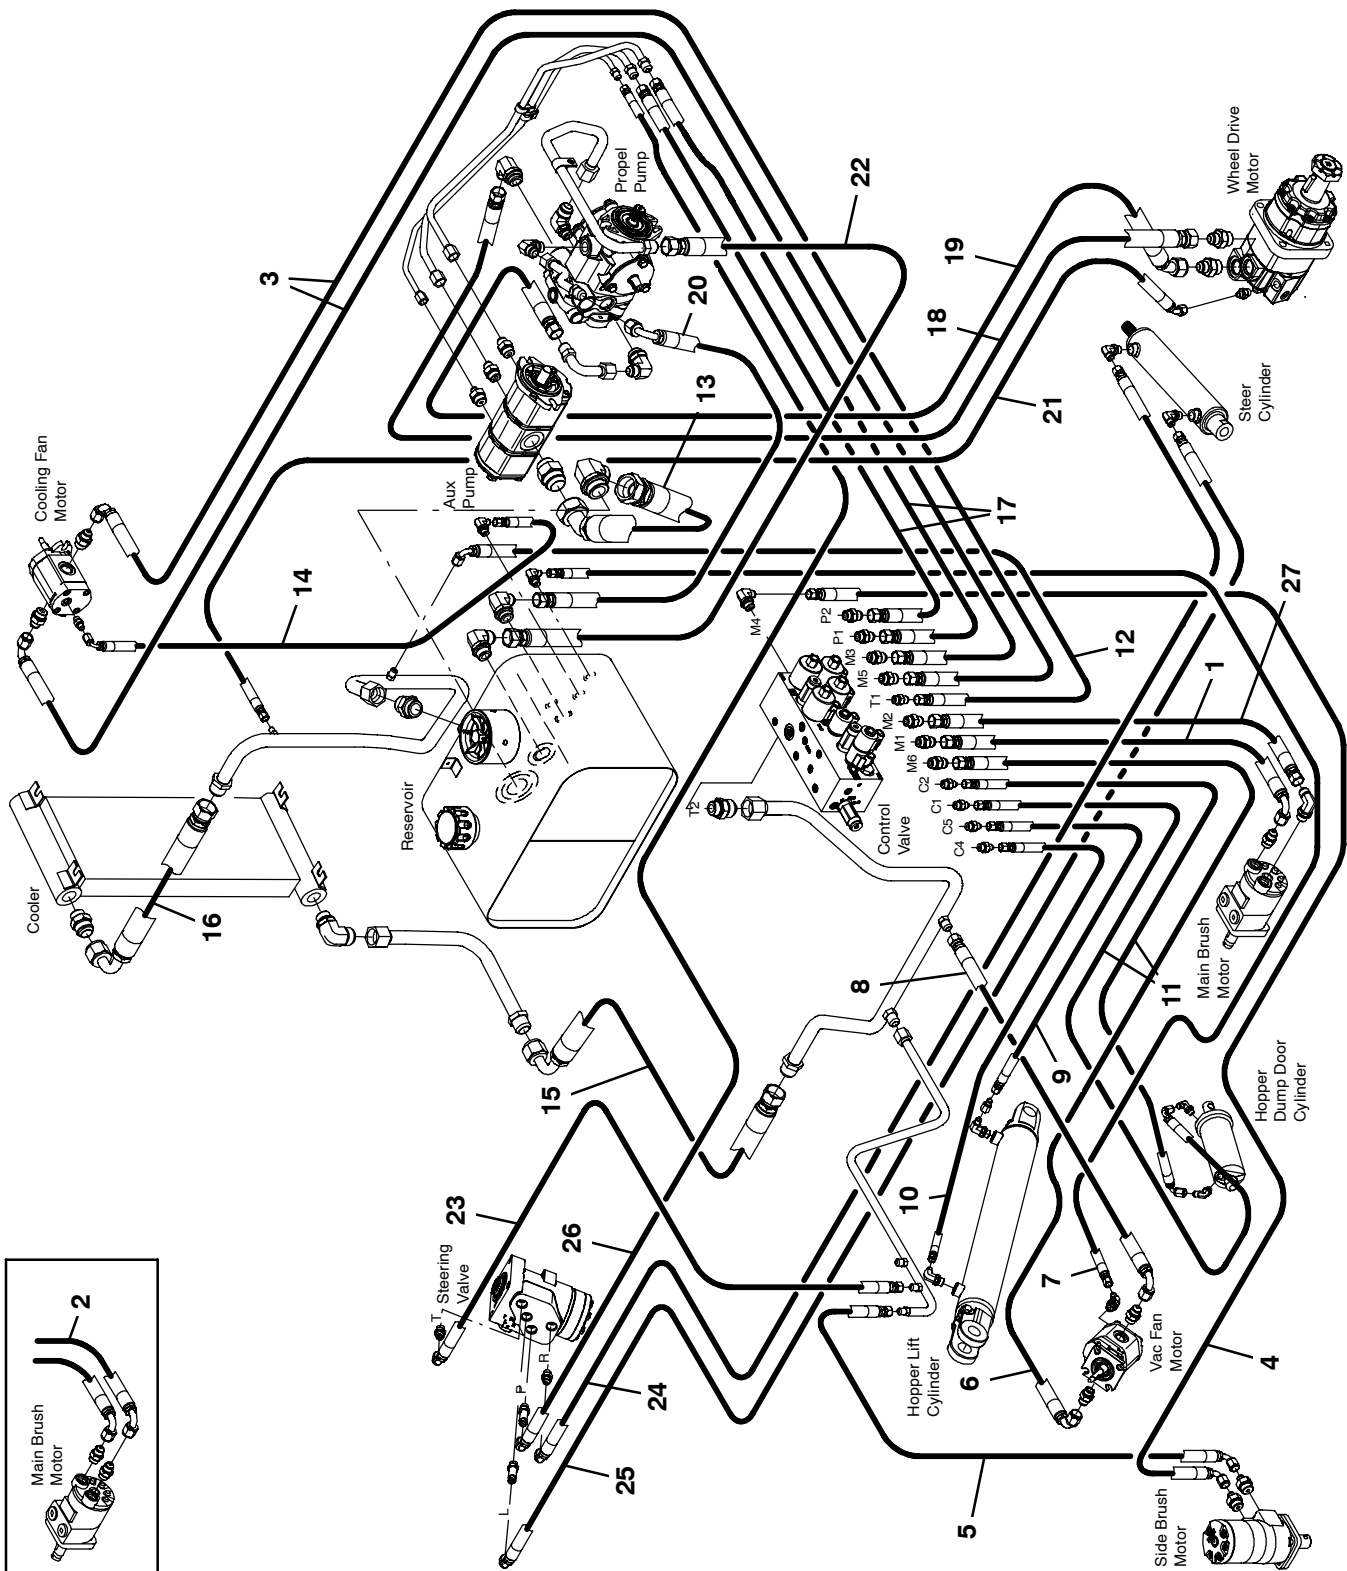 Main Brush
Motor
2
Cooler
16
Cooling Fan
Motor
3
14
Reservoir
Aux
Pump
Propel
Pump
22
20
13
19
18
21
Wheel Drive
Motor
Steer
Cylinder
17
M4
P2
P1
M3
M5
T1
M2
M1
M6
C2
C1
C5
C4
T2
Control
Valve
12
1
27
Main Brush
Motor
11
8
9
10
Hopper
Dump Door
Cylinder
15
23
T
Steering
Valve
26
R
P
L
24
25
Hopper Lift
Cylinder
6
7
Vac Fan
Motor
4
5
Side Brush
Motor